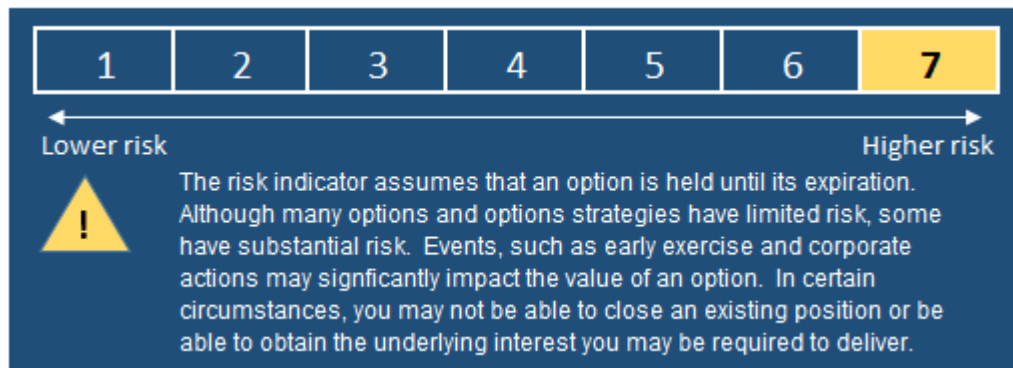 1 2 3 4 5 6 7
Lower risk Higher risk
!
The risk indicator assumes that an option is held until its expiration.
Although many options and options strategies have limited risk, some
have substantial risk. Events, such as early exercise and corporate
actions may signficantly impact the value of an option. In certain
circumstances, you may not be able to close an existing position or be
able to obtain the underlying interest you may be required to deliver.